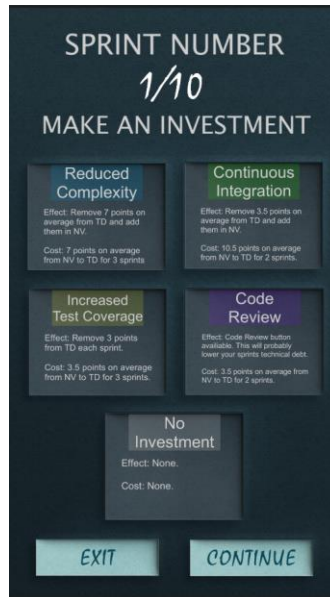 SPRINT NUMBER
1/10
MAKE AN INVESTMENT
Reduced
Complexity
Effect: Remove 7 points on
average from TD and add
them in NV.
Cost: 7 points on average
from NV to TD for 3 sprints
Continuous
Integration
Effect: Remove 3.5 points on
average from TD and add
them in NV.
Cost: 10.5 points on average
from NV to TD for 2 sprints.
Increased
Test Coverage
Effect: Remove 3 points
from TD each sprint.
Cost: 3.5 points on average
from NV to TD for 3 sprints.
Code
Review
Effect: Code Review button
available. This will probably
lower your sprints technical debt.
Cost: 3.5 points on average from
NV to TD for 2 sprints.
No
Investment
Effect: None.
Cost: None.
EXIT
CONTINUE